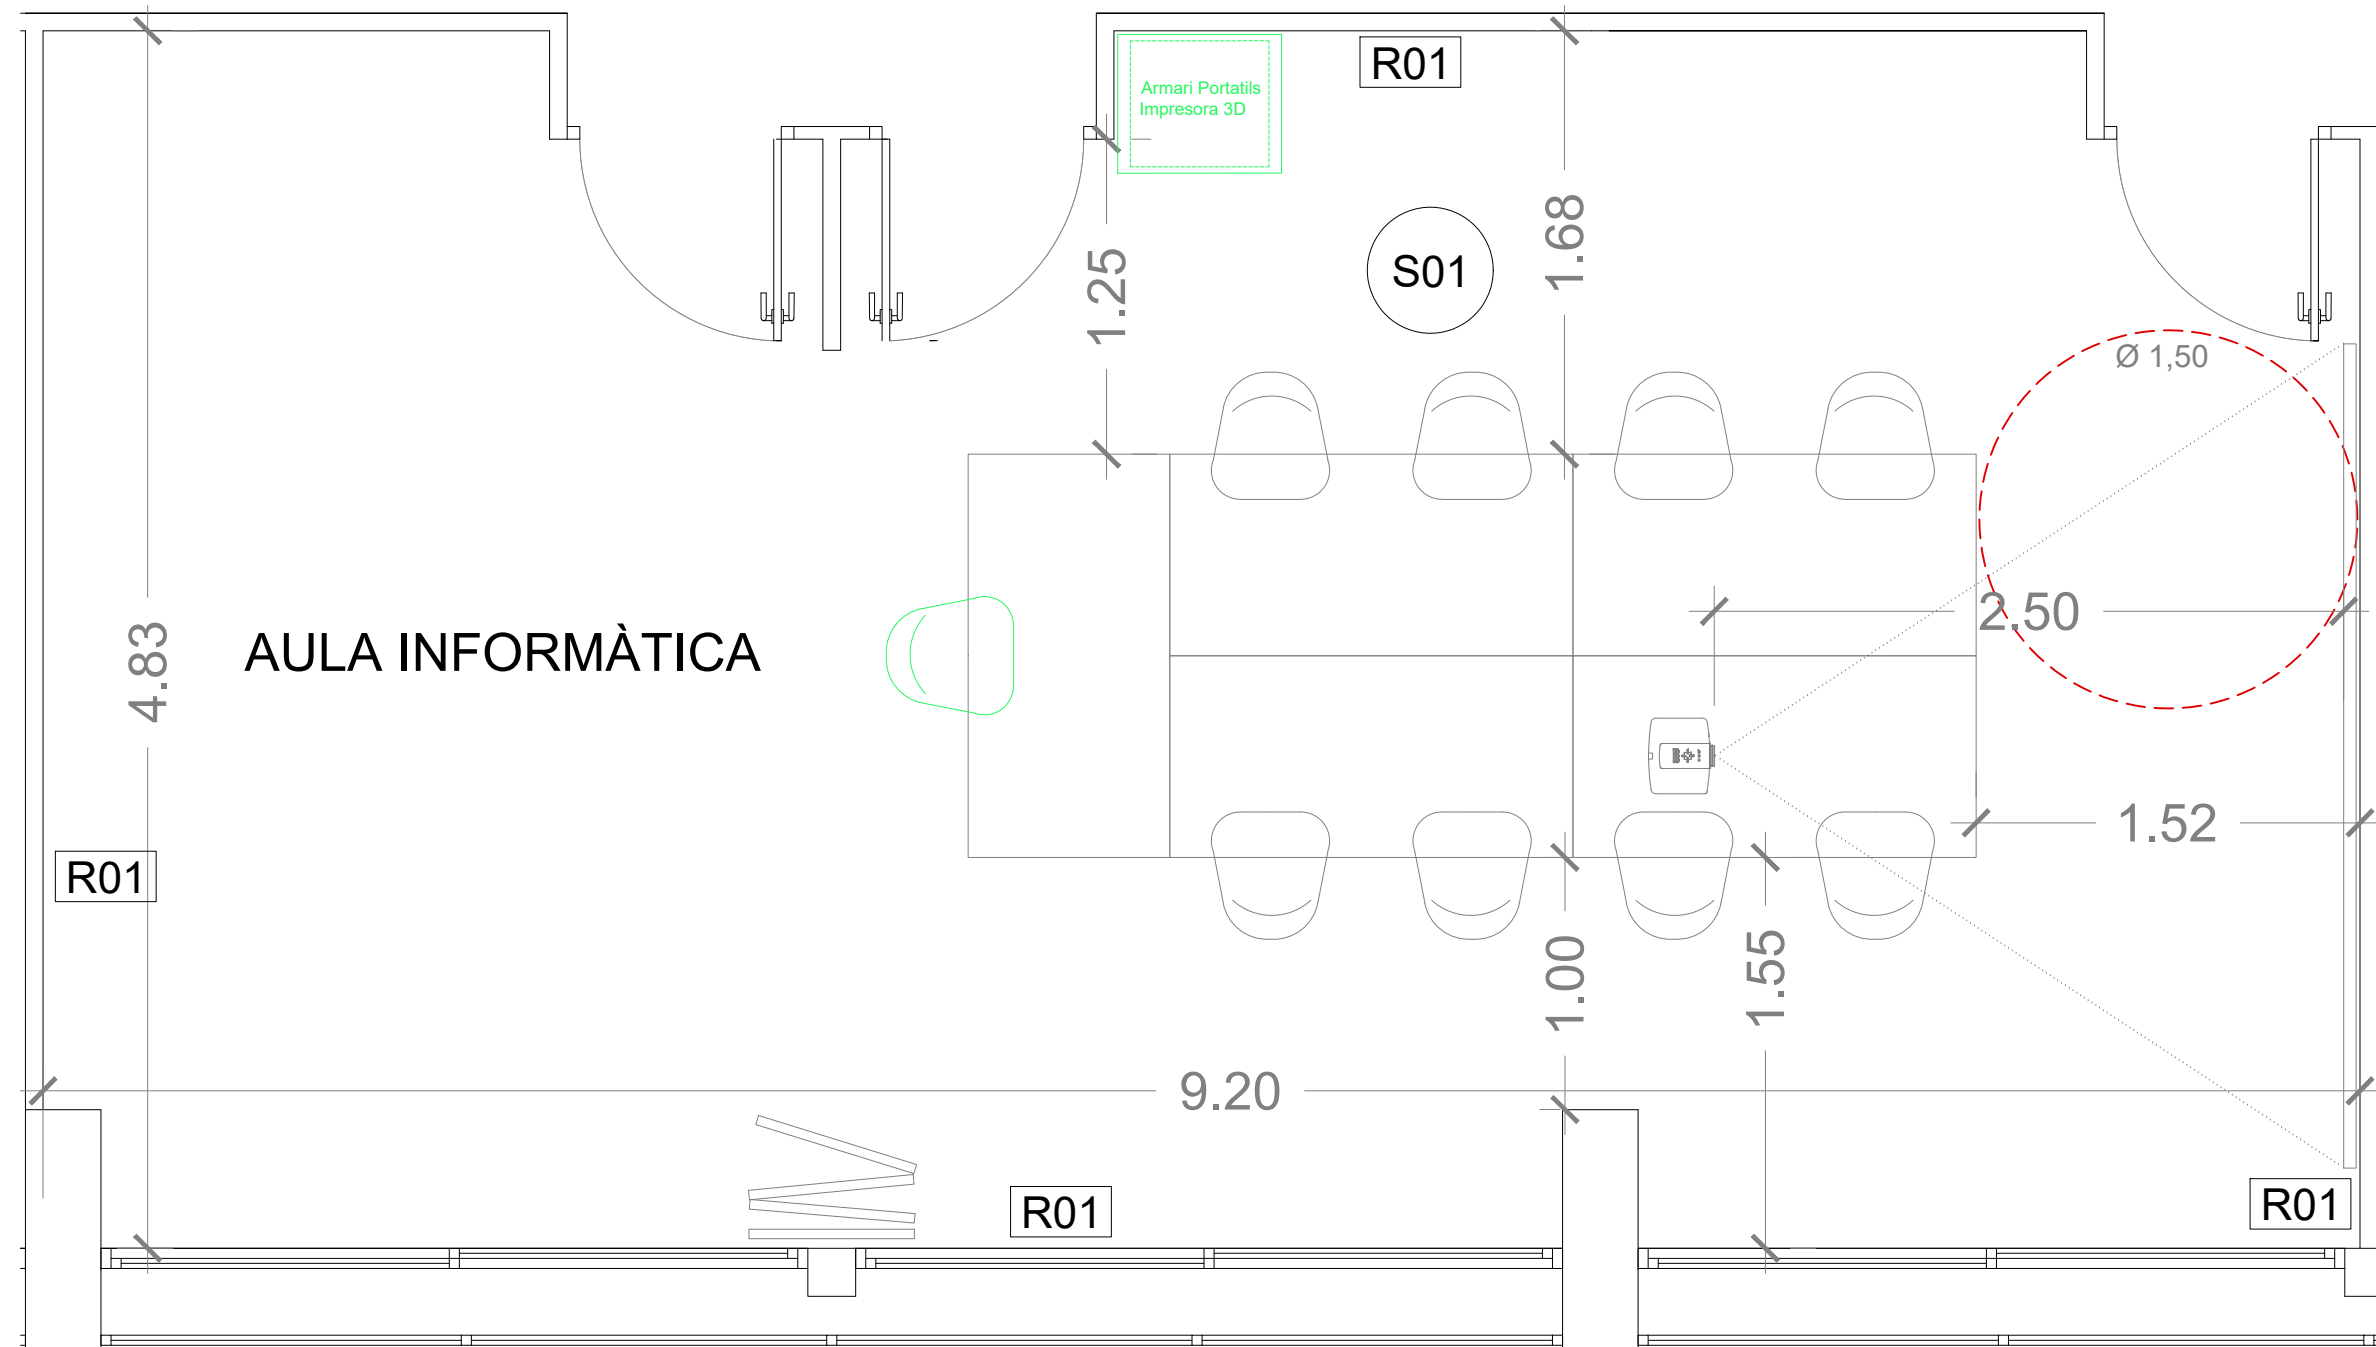 R01
Armari Portatils
Impresora 3D
1.68
S01
1.25
Ø 1,50
2.50
4.83
AULA INFORMÀTICA
1.52
R01
1.00
1.55
9.20
R01
R01